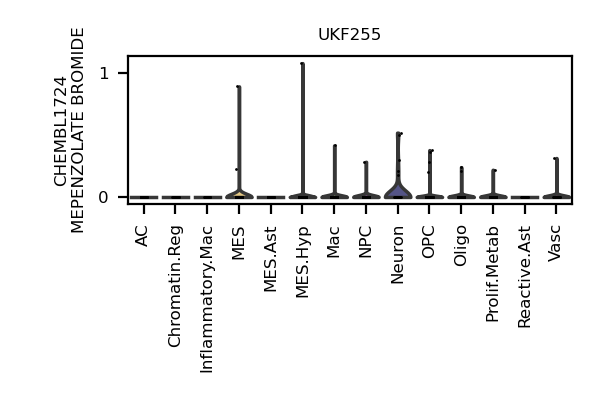 UKF255
CHEMBL1724
MEPENZOLATE BROMIDE
1
0
AC
Chromatin.Reg
Inflammatory.Mac
MES
MES.Ast
MES.Hyp
Mac
NPC
Neuron
OPC
Oligo
Prolif.Metab
Reactive.Ast
Vasc